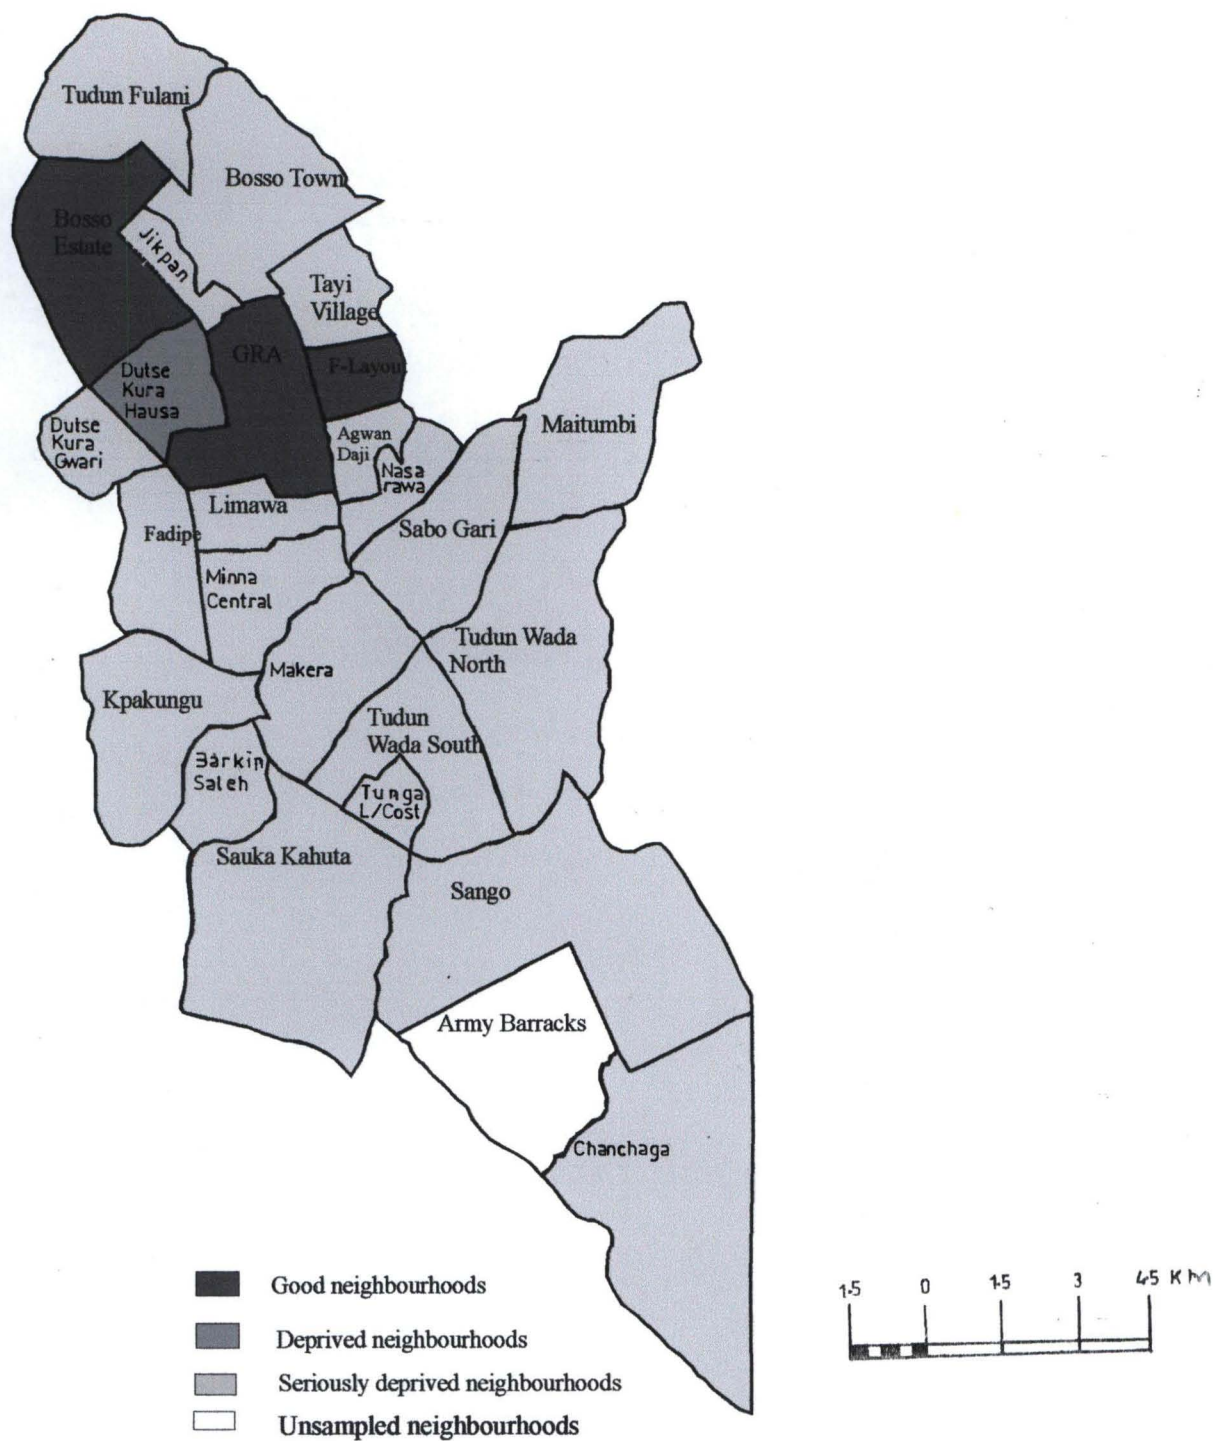 Tudun Fulani
Bosso Town
Bosso
Estate
Jikpan
Tayi
Village
GRA
F-Layout
Dutse
Kura
Hausa
Dutse
Kura
Gwari
Maitumbi
Agwan
Daji
Nasa
rawa
Limawa
Sabo Gari
Fadipe
Minna
Central
Tudun Wada
North
Makera
Kpakungu
Tudun
Wada South
Barkin
Saleh
Tunga
L/Cost
Sauka Kahuta
Sango
Army Barracks
Chanchaga
Good neighbourhoods
Deprived neighbourhoods
Seriously deprived neighbourhoods
Unsampled neighbourhoods
1·5 0 1·5 3 4·5 KM